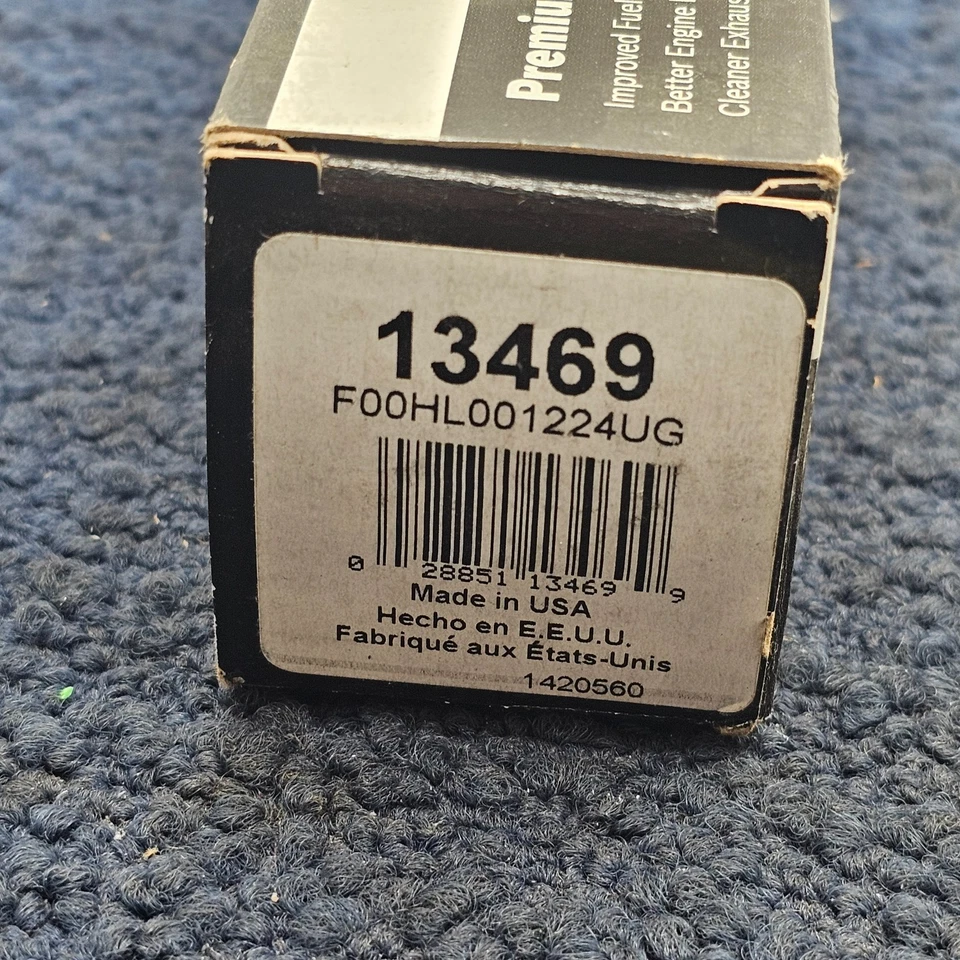 Premiu
Improved Fuel
Better Engine
Cleaner Exhaus
13469
F00HL001224UG
0 28851 13469 9
Made in USA
Hecho en E.E.U.U.
Fabriqué aux États-Unis
1420560